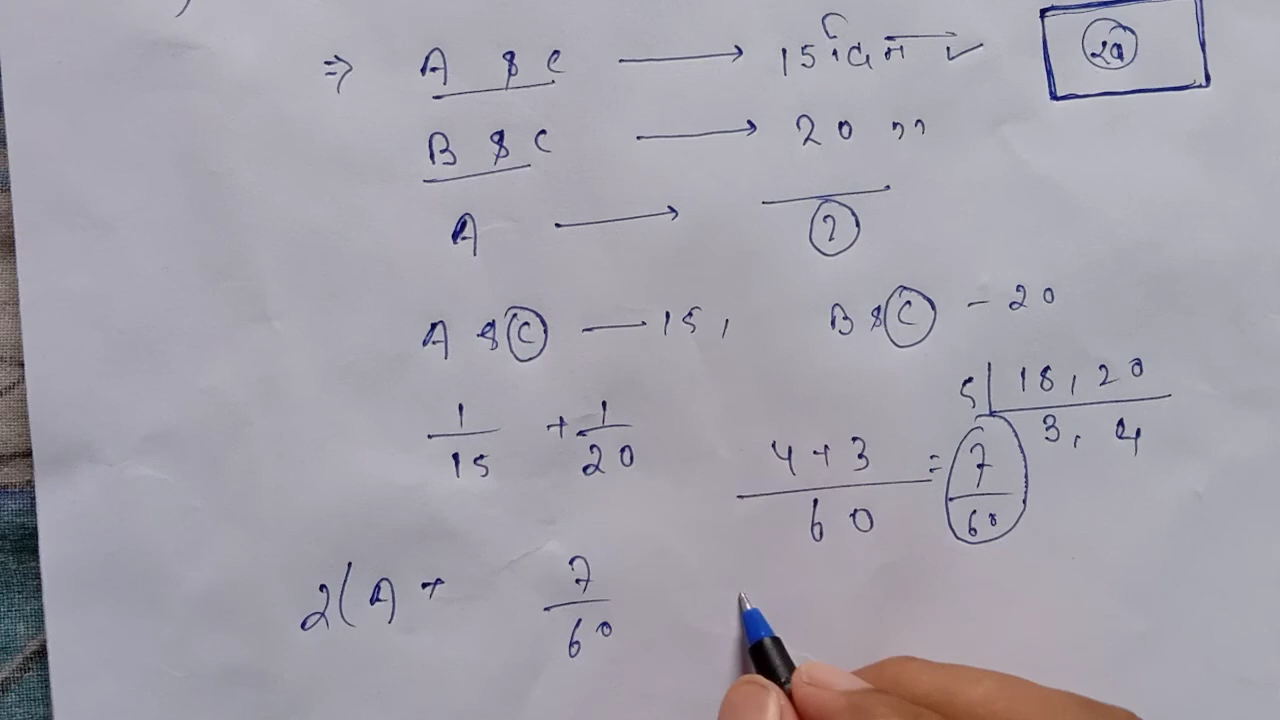 ⇒ A & C ⟶ 15 दिन ✓
B & C ⟶ 20 ,,
A ⟶ ?
A & C — 15, B & C – 20
5 | 15, 20
3, 4
1/15 + 1/20
4 + 3 / 60 = 7/60
2(A + 7/60